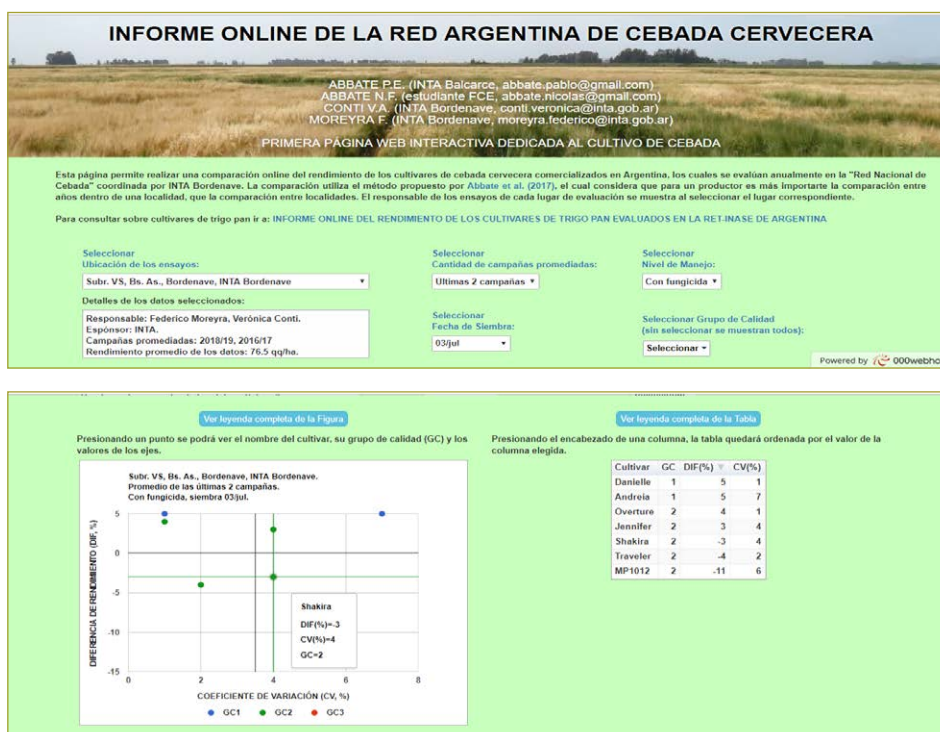 INFORME ONLINE DE LA RED ARGENTINA DE CEBADA CERVECERA
ABBATE P.E. (INTA Balcarce, abbate.pablo@gmail.com)
ABBATE N.F. (estudiante FCE, abbate.nicolas@gmail.com)
CONTI V.A. (INTA Bordenave, conti.veronica@inta.gob.ar)
MOREYRA F. (INTA Bordenave, moreyra.federico@inta.gob.ar)
PRIMERA PÁGINA WEB INTERACTIVA DEDICADA AL CULTIVO DE CEBADA
Esta página permite realizar una comparación online del rendimiento de los cultivares de cebada cervecera comercializados en Argentina, los cuales se evalúan anualmente en la "Red Nacional de
Cebada" coordinada por INTA Bordenave. La comparación utiliza el método propuesto por Abbate et al. (2017), el cual considera que para un productor es más importarte la comparación entre
años dentro de una localidad, que la comparación entre localidades. El responsable de los ensayos de cada lugar de evaluación se muestra al seleccionar el lugar correspondiente.
Para consultar sobre cultivares de trigo pan ir a: INFORME ONLINE DEL RENDIMIENTO DE LOS CULTIVARES DE TRIGO PAN EVALUADOS EN LA RET-INASE DE ARGENTINA
Seleccionar
Ubicación de los ensayos:
Subr. VS, Bs. As., Bordenave, INTA Bordenave
Detalles de los datos seleccionados:
Responsable: Federico Moreyra, Verónica Conti.
Espónsor: INTA.
Campañas promediadas: 2018/19, 2016/17
Rendimiento promedio de los datos: 76.5 qq/ha.
Seleccionar
Cantidad de campañas promediadas:
Ultimas 2 campañas
Seleccionar
Fecha de Siembra:
03/jul
Seleccionar
Nivel de Manejo:
Con fungicida
Seleccionar Grupo de Calidad
(sin seleccionar se muestran todos):
Seleccionar
Powered by 000webho
Ver leyenda completa de la Figura
Presionando un punto se podrá ver el nombre del cultivar, su grupo de calidad (GC) y los
valores de los ejes.
Subr. VS, Bs. As., Bordenave, INTA Bordenave.
Promedio de las últimas 2 campañas.
Con fungicida, siembra 03/jul.
DIFERENCIA DE RENDIMIENTO (DIF, %)
5
0
-5
-10
-15
0 2 4 6 8
Shakira
DIF(%)=-3
CV(%)=4
GC=2
COEFICIENTE DE VARIACIÓN (CV, %)
GC1 GC2 GC3
Ver leyenda completa de la Tabla
Presionando el encabezado de una columna, la tabla quedará ordenada por el valor de la
columna elegida.
Cultivar GC DIF(%) CV(%)
Danielle 1 5 1
Andreia 1 5 7
Overture 2 4 1
Jennifer 2 3 4
Shakira 2 -3 4
Traveler 2 -4 2
MP1012 2 -11 6